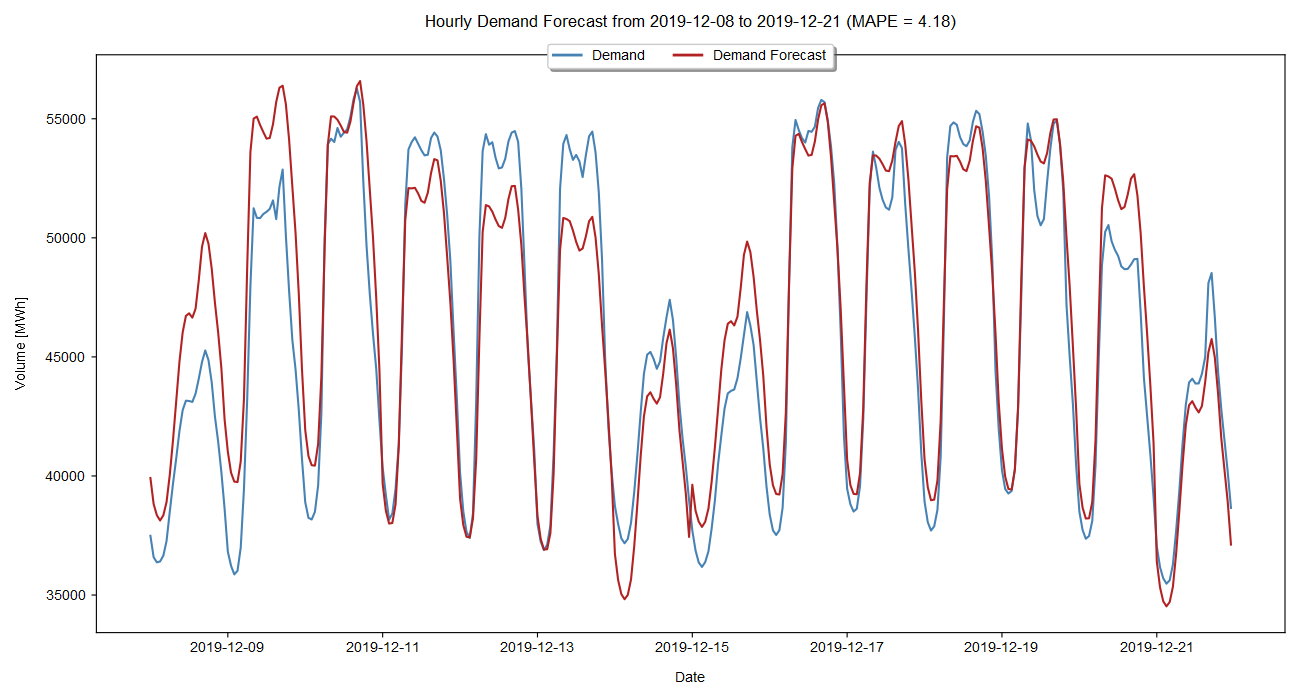 Hourly Demand Forecast from 2019-12-08 to 2019-12-21 (MAPE = 4.18)
Demand Demand Forecast
55000
50000
45000
40000
35000
Volume [MWh]
2019-12-09 2019-12-11 2019-12-13 2019-12-15 2019-12-17 2019-12-19 2019-12-21
Date